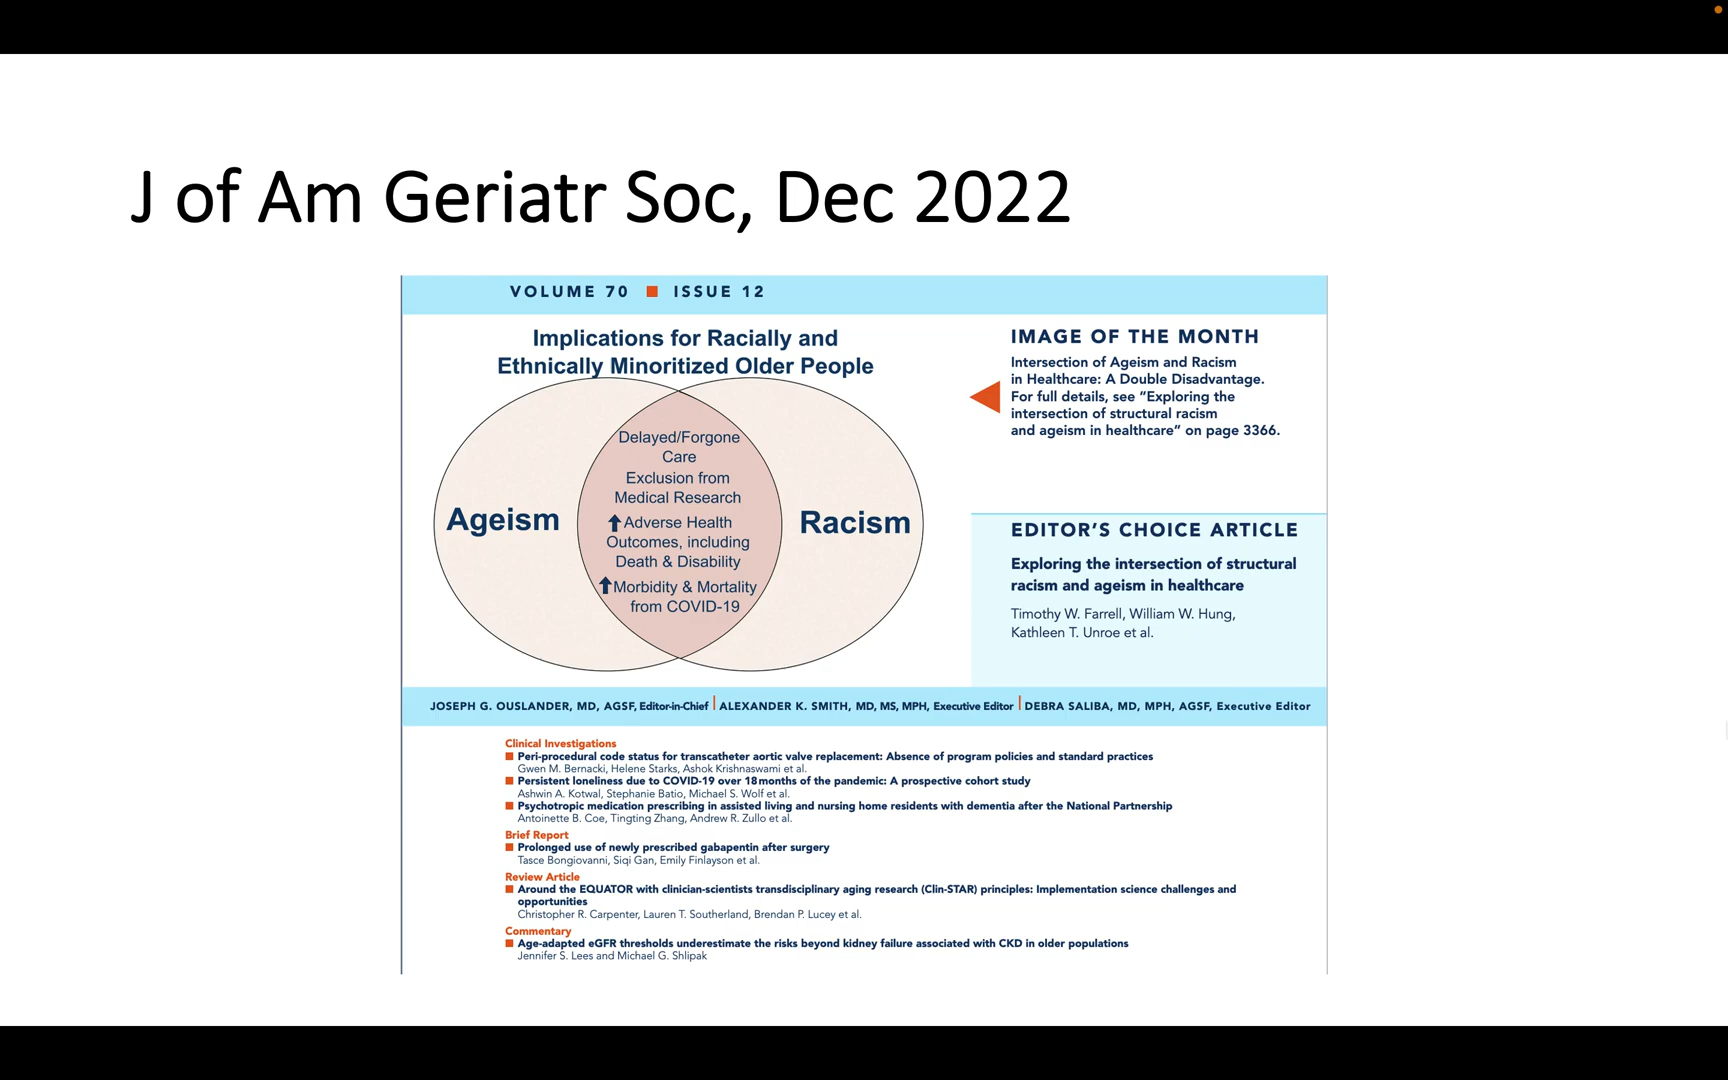 J of Am Geriatr Soc, Dec 2022
VOLUME 70 ■ ISSUE 12
Implications for Racially and
Ethnically Minoritized Older People
Ageism
Delayed/Forgone
Care
Exclusion from
Medical Research
⬆Adverse Health
Outcomes, including
Death & Disability
⬆Morbidity & Mortality
from COVID-19
Racism
IMAGE OF THE MONTH
Intersection of Ageism and Racism
in Healthcare: A Double Disadvantage.
For full details, see “Exploring the
intersection of structural racism
and ageism in healthcare” on page 3366.
EDITOR’S CHOICE ARTICLE
Exploring the intersection of structural
racism and ageism in healthcare
Timothy W. Farrell, William W. Hung,
Kathleen T. Unroe et al.
JOSEPH G. OUSLANDER, MD, AGSF, Editor-in-Chief | ALEXANDER K. SMITH, MD, MS, MPH, Executive Editor | DEBRA SALIBA, MD, MPH, AGSF, Executive Editor
Clinical Investigations
■ Peri-procedural code status for transcatheter aortic valve replacement: Absence of program policies and standard practices
Gwen M. Bernacki, Helene Starks, Ashok Krishnaswami et al.
■ Persistent loneliness due to COVID-19 over 18 months of the pandemic: A prospective cohort study
Ashwin A. Kotwal, Stephanie Batio, Michael S. Wolf et al.
■ Psychotropic medication prescribing in assisted living and nursing home residents with dementia after the National Partnership
Antoinette B. Coe, Tingting Zhang, Andrew R. Zullo et al.
Brief Report
■ Prolonged use of newly prescribed gabapentin after surgery
Tasce Bongiovanni, Siqi Gan, Emily Finlayson et al.
Review Article
■ Around the EQUATOR with clinician-scientists transdisciplinary aging research (Clin-STAR) principles: Implementation science challenges and
opportunities
Christopher R. Carpenter, Lauren T. Southerland, Brendan P. Lucey et al.
Commentary
■ Age-adapted eGFR thresholds underestimate the risks beyond kidney failure associated with CKD in older populations
Jennifer S. Lees and Michael G. Shlipak